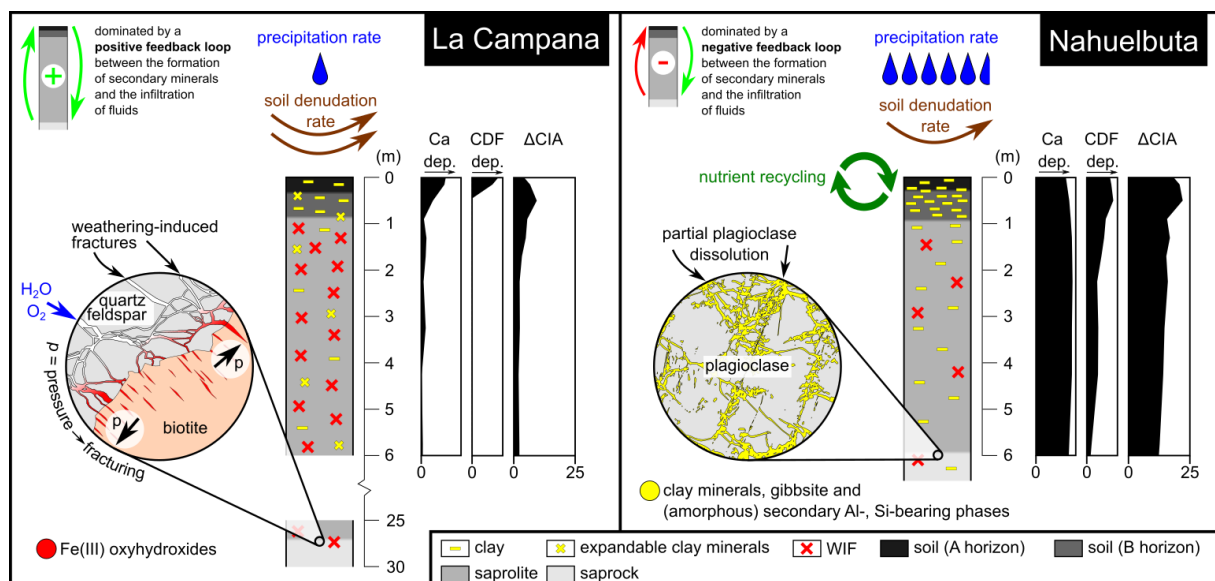 dominated by a
positive feedback loop
between the formation
of secondary minerals
and the infiltration
of fluids
+
precipitation rate
La Campana
soil denudation
rate
Ca
dep.
CDF
dep.
ΔCIA
(m)
0
1
2
3
4
5
6
25
30
0
0
0
25
weathering-induced
fractures
H2O
O2
quartz
feldspar
p
p
biotite
p = pressure → fracturing
Fe(III) oxyhydroxides
dominated by a
negative feedback loop
between the formation
of secondary minerals
and the infiltration
of fluids
-
precipitation rate
Nahuelbuta
soil denudation
rate
nutrient recycling
Ca
dep.
CDF
dep.
ΔCIA
(m)
0
1
2
3
4
5
6
0
0
0
25
partial plagioclase
dissolution
plagioclase
clay minerals, gibbsite and
(amorphous) secondary Al-, Si-bearing phases
clay
expandable clay minerals
WIF
soil (A horizon)
soil (B horizon)
saprolite
saprock